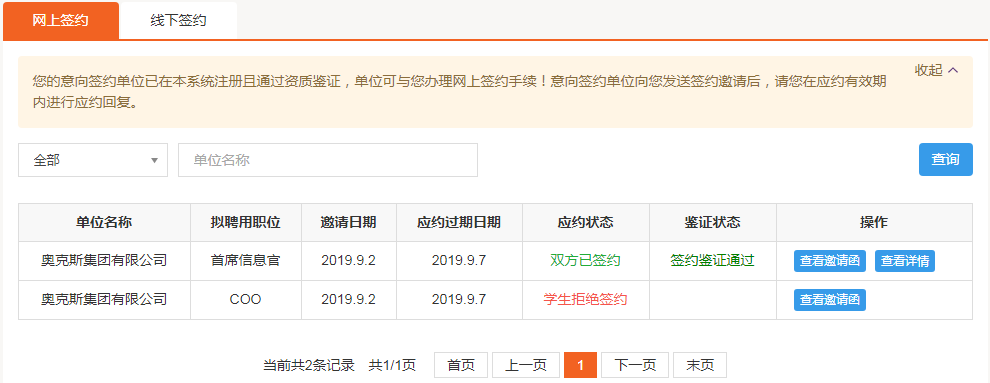 网上签约 线下签约
您的意向签约单位已在本系统注册且通过资质鉴证，单位可与您办理网上签约手续！意向签约单位向您发送签约邀请后，请您在应约有效期 收起
内进行应约回复。
全部 单位名称 查询
单位名称 拟聘用职位 邀请日期 应约过期日期 应约状态 鉴证状态 操作
奥克斯集团有限公司 首席信息官 2019.9.2 2019.9.7 双方已签约 签约鉴证通过 查看邀请函 查看详情
奥克斯集团有限公司 COO 2019.9.2 2019.9.7 学生拒绝签约 查看邀请函
当前共2条记录 共1/1页 首页 上一页 1 下一页 末页